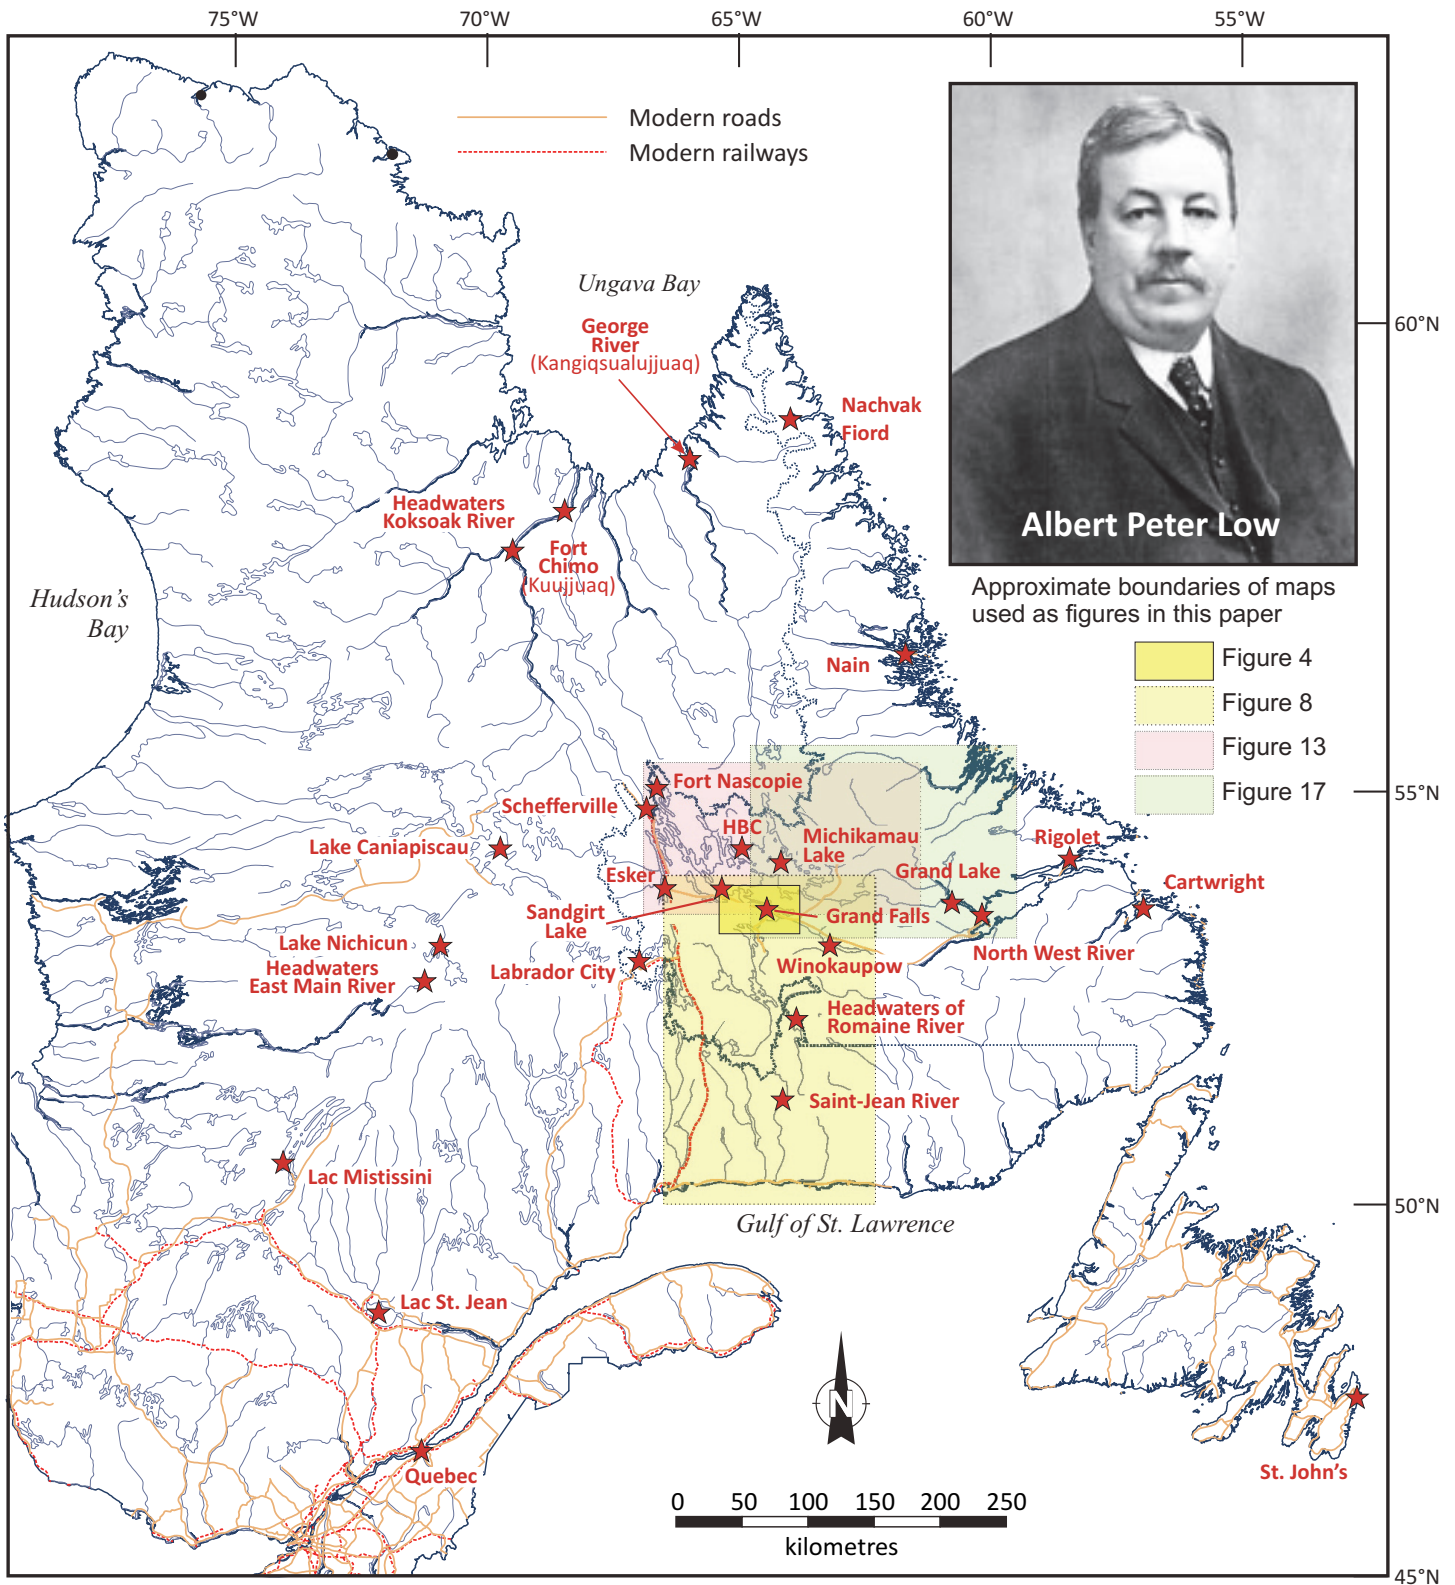 75°W
70°W
65°W
60°W
55°W
Modern roads
Modern railways
Albert Peter Low
Ungava Bay
George
River
(Kangiqsualujjuaq)
60°N
Nachvak
Fiord
Headwaters
Koksoak River
Fort
Chimo
(Kuujjuaq)
Hudson's
Bay
Approximate boundaries of maps
used as figures in this paper
Figure 4
Figure 8
Figure 13
Figure 17
Nain
Fort Nascopie
Schefferville
55°N
HBC
Michikamau
Lake
Rigolet
Lake Caniapiscau
Esker
Grand Lake
Cartwright
Sandgirt
Lake
Grand Falls
Lake Nichicun
Headwaters
East Main River
Labrador City
Winokaupow
North West River
Headwaters of
Romaine River
Saint-Jean River
Lac Mistissini
50°N
Gulf of St. Lawrence
Lac St. Jean
N
Quebec
St. John's
0 50 100 150 200 250
kilometres
45°N